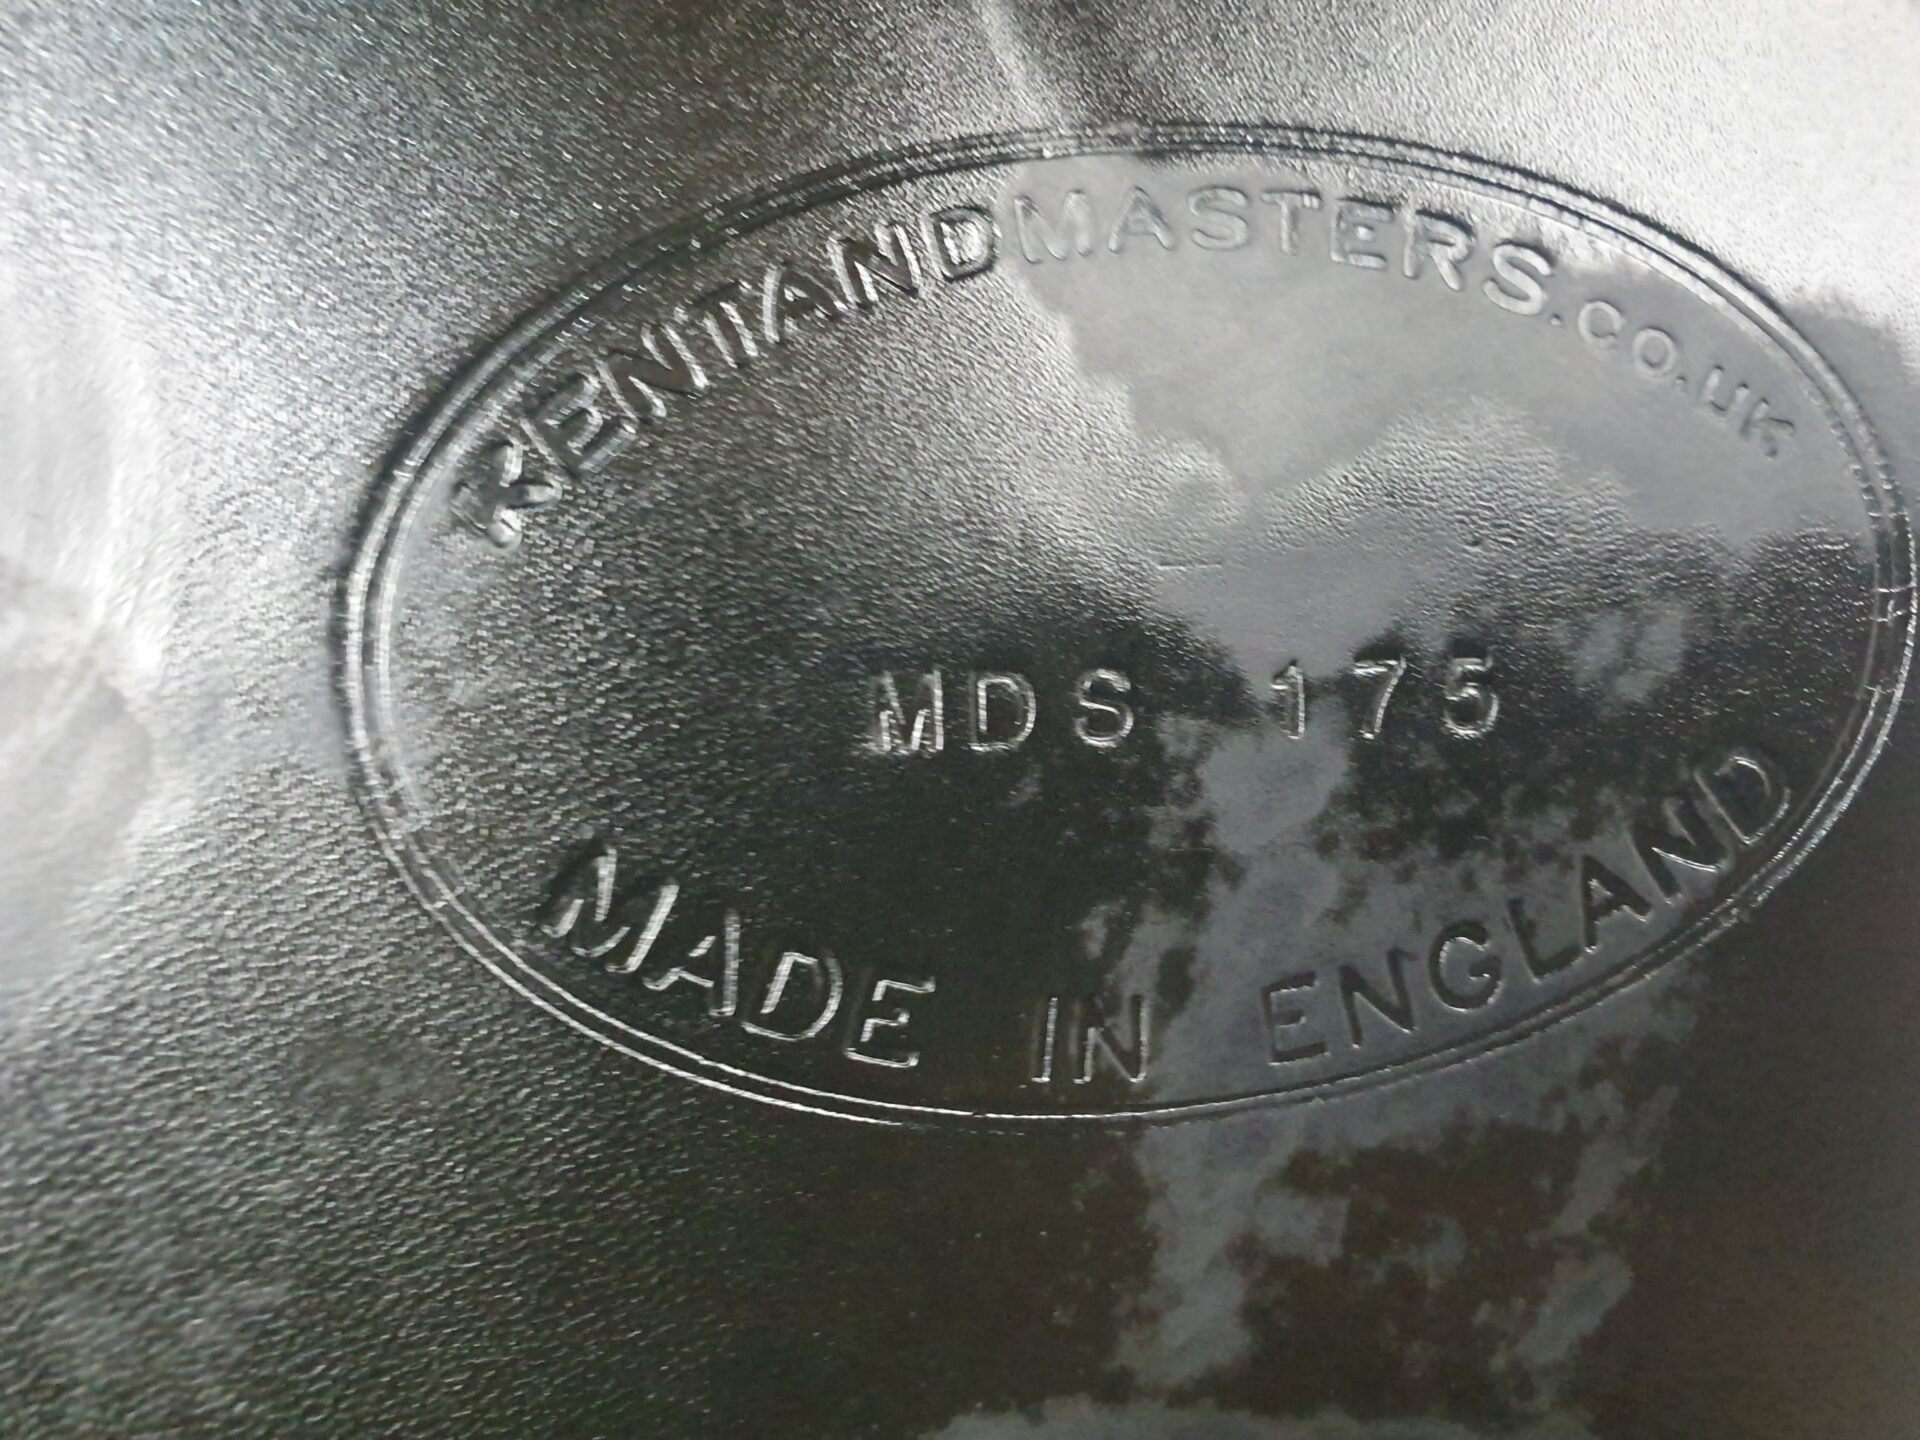 KENTANDMASTERS.CO.UK
MDS 175
MADE IN ENGLAND